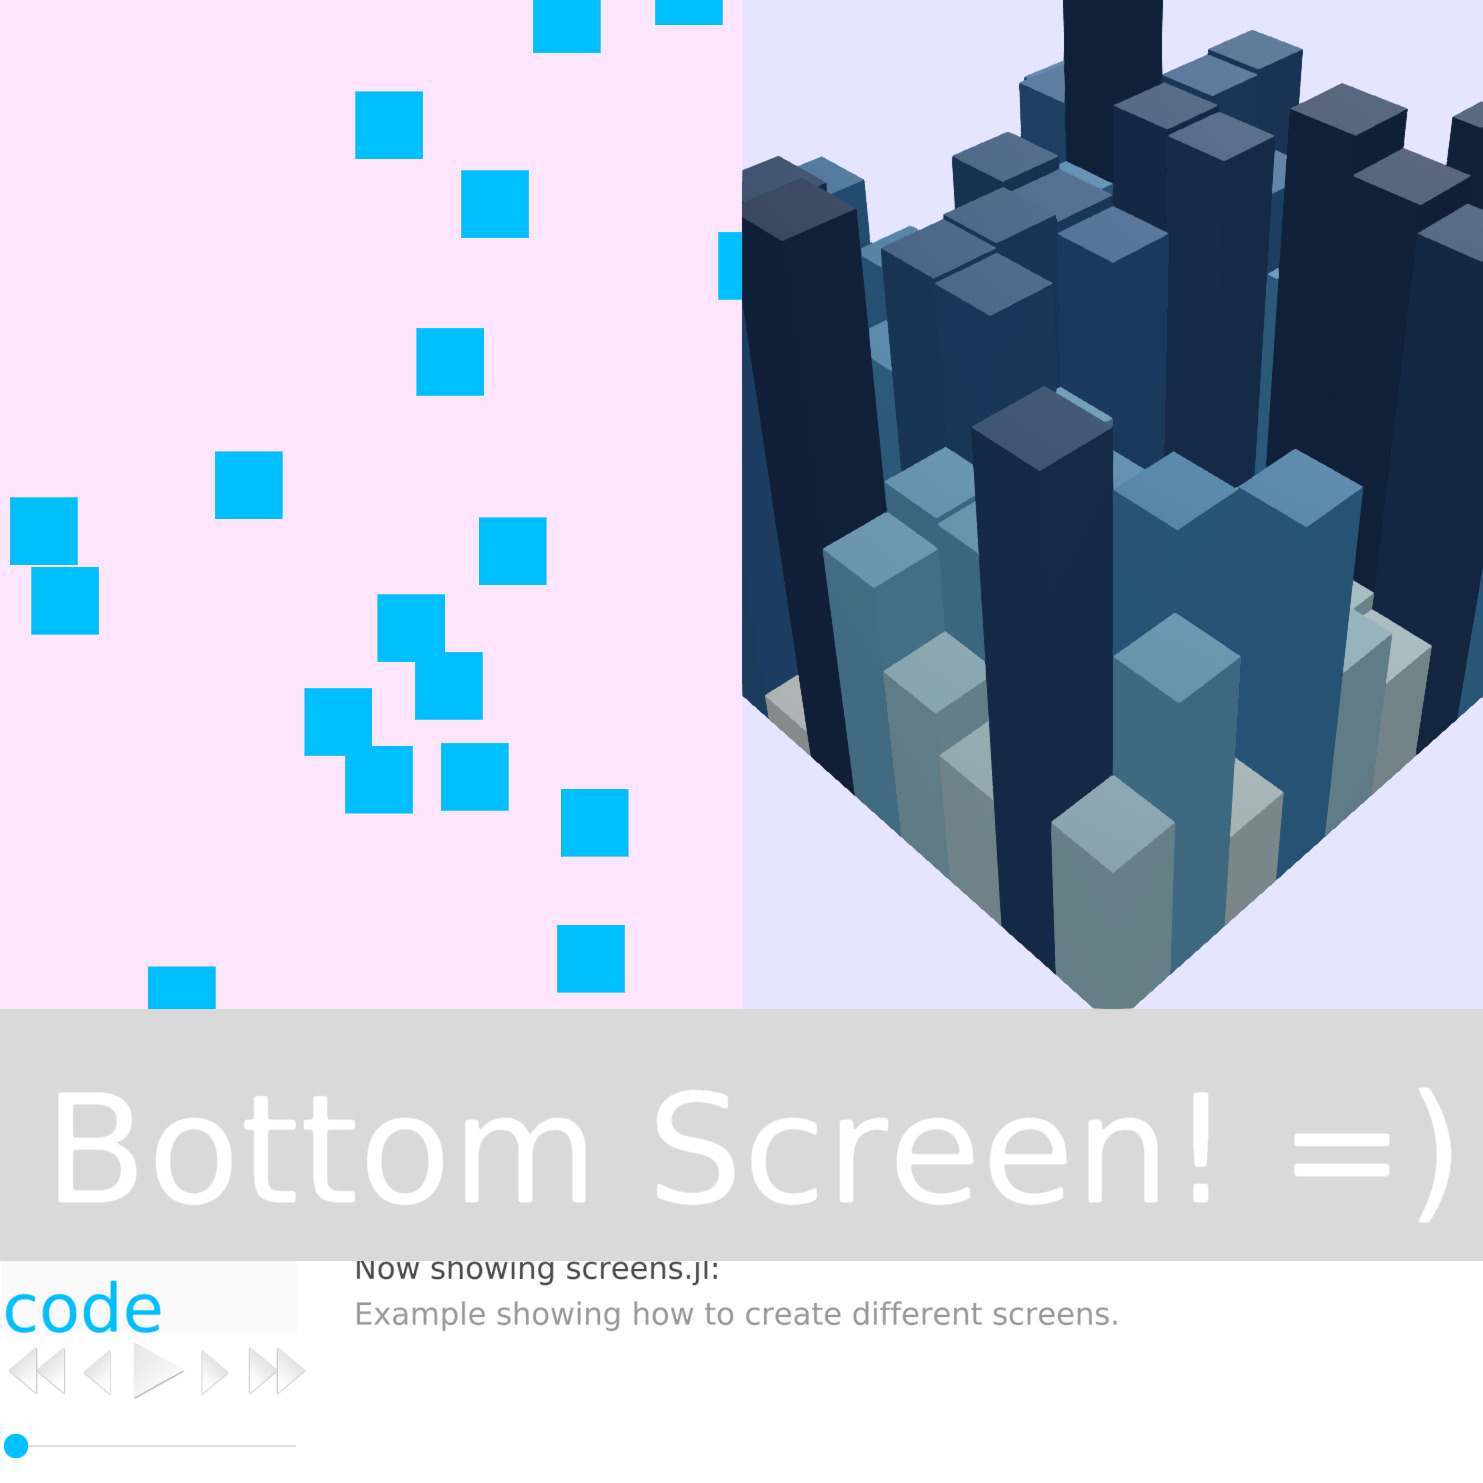 Bottom Screen! =)
Now showing screens.jl:
code
Example showing how to create different screens.